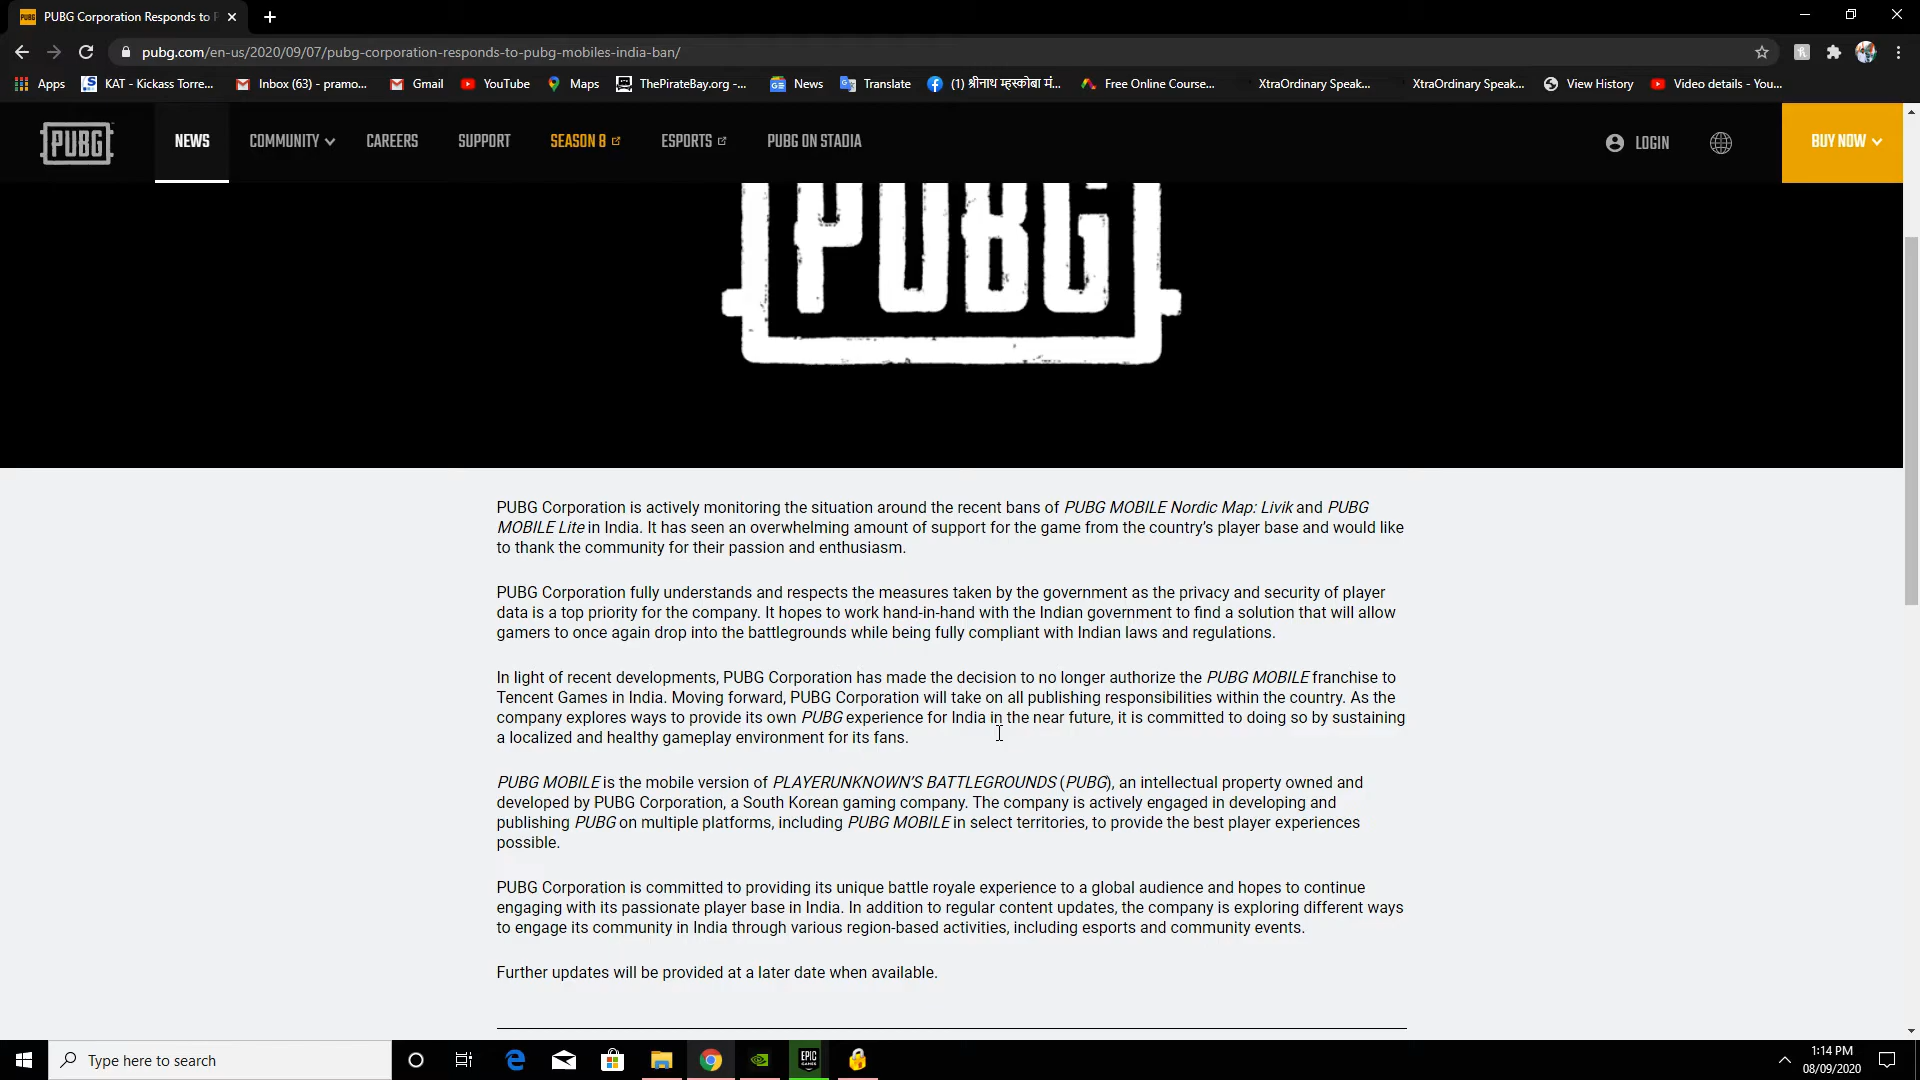 PUBG Corporation Responds to P
pubg.com/en-us/2020/09/07/pubg-corporation-responds-to-pubg-mobiles-india-ban/
Apps KAT - Kickass Torre... Inbox (63) - pramo... Gmail YouTube Maps ThePirateBay.org -... News Translate (1) श्रीनाथ म्हस्कोबा मं... Free Online Course... XtraOrdinary Speak... XtraOrdinary Speak... View History Video details - You...
PUBG NEWS COMMUNITY CAREERS SUPPORT SEASON 8 ESPORTS PUBG ON STADIA LOGIN BUY NOW
PUBG
PUBG Corporation is actively monitoring the situation around the recent bans of PUBG MOBILE Nordic Map: Livik and PUBG
MOBILE Lite in India. It has seen an overwhelming amount of support for the game from the country's player base and would like
to thank the community for their passion and enthusiasm.
PUBG Corporation fully understands and respects the measures taken by the government as the privacy and security of player
data is a top priority for the company. It hopes to work hand-in-hand with the Indian government to find a solution that will allow
gamers to once again drop into the battlegrounds while being fully compliant with Indian laws and regulations.
In light of recent developments, PUBG Corporation has made the decision to no longer authorize the PUBG MOBILE franchise to
Tencent Games in India. Moving forward, PUBG Corporation will take on all publishing responsibilities within the country. As the
company explores ways to provide its own PUBG experience for India in the near future, it is committed to doing so by sustaining
a localized and healthy gameplay environment for its fans.
PUBG MOBILE is the mobile version of PLAYERUNKNOWN'S BATTLEGROUNDS (PUBG), an intellectual property owned and
developed by PUBG Corporation, a South Korean gaming company. The company is actively engaged in developing and
publishing PUBG on multiple platforms, including PUBG MOBILE in select territories, to provide the best player experiences
possible.
PUBG Corporation is committed to providing its unique battle royale experience to a global audience and hopes to continue
engaging with its passionate player base in India. In addition to regular content updates, the company is exploring different ways
to engage its community in India through various region-based activities, including esports and community events.
Further updates will be provided at a later date when available.
Type here to search
EPIC GAMES
1:14 PM
08/09/2020